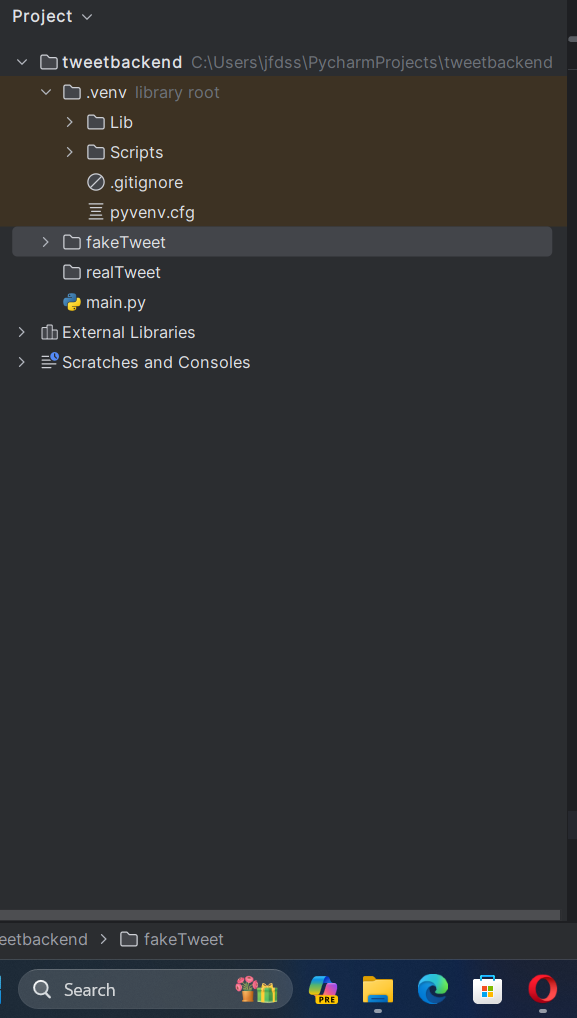 Project
tweetbackend C:\Users\jfdss\PycharmProjects\tweetbackend
.venv library root
Lib
Scripts
.gitignore
pyvenv.cfg
fakeTweet
realTweet
main.py
External Libraries
Scratches and Consoles
eetbackend > fakeTweet
Search
PRE